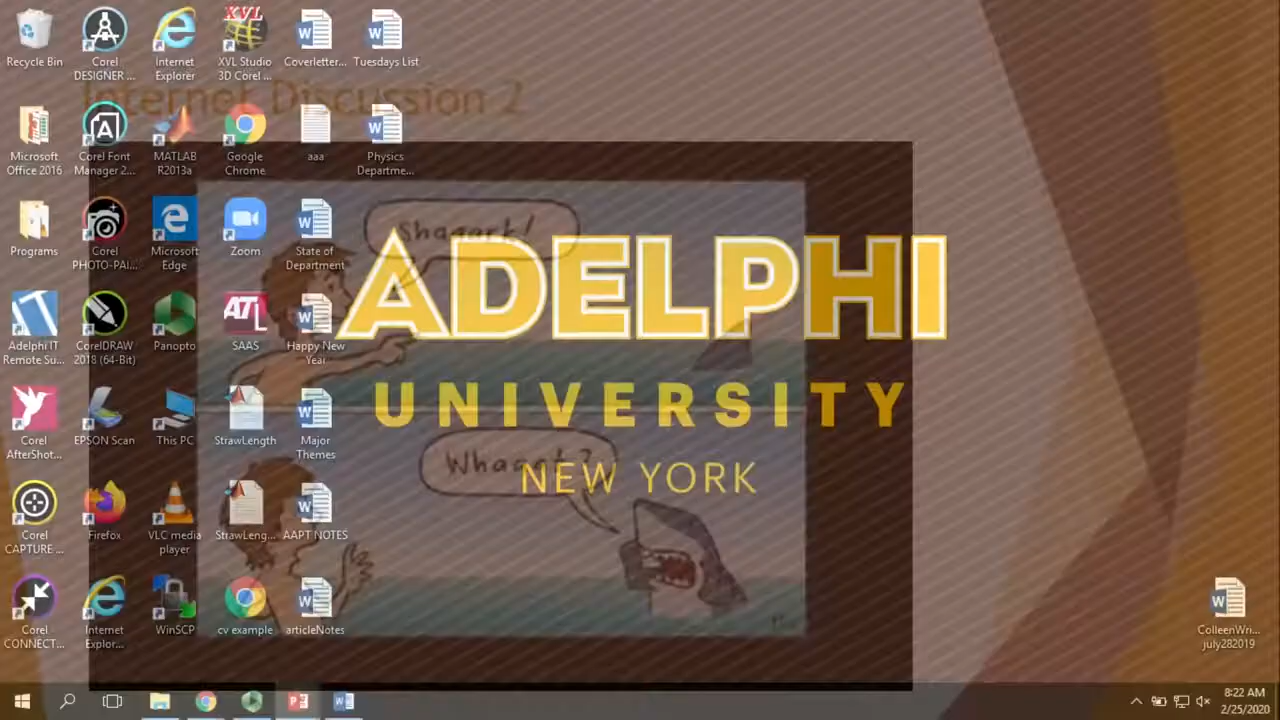 Recycle Bin
Corel
DESIGNER ...
Internet
Explorer
XVL
XVL Studio
3D Corel ...
Coverletter...
Tuesdays List
Internet Discussion 2
Microsoft
Office 2016
Corel Font
Manager 2...
MATLAB
R2013a
Google
Chrome
aaa
Physics
Departme...
Programs
Corel
PHOTO-PAI...
Microsoft
Edge
Zoom
State of
Department
Shaaark!
ADELPHI
UNIVERSITY
NEW YORK
Adelphi IT
Remote Su...
CorelDRAW
2018 (64-Bit)
Panopto
ATL
SAAS
Happy New
Year
Corel
AfterShot...
EPSON Scan
This PC
StrawLength
Major
Themes
Corel
CAPTURE ...
Firefox
VLC media
player
StrawLeng...
AAPT NOTES
Corel
CONNECT...
Internet
Explor...
WinSCP
cv example
articleNotes
ColleenWri...
july282019
8:22 AM
2/25/2020